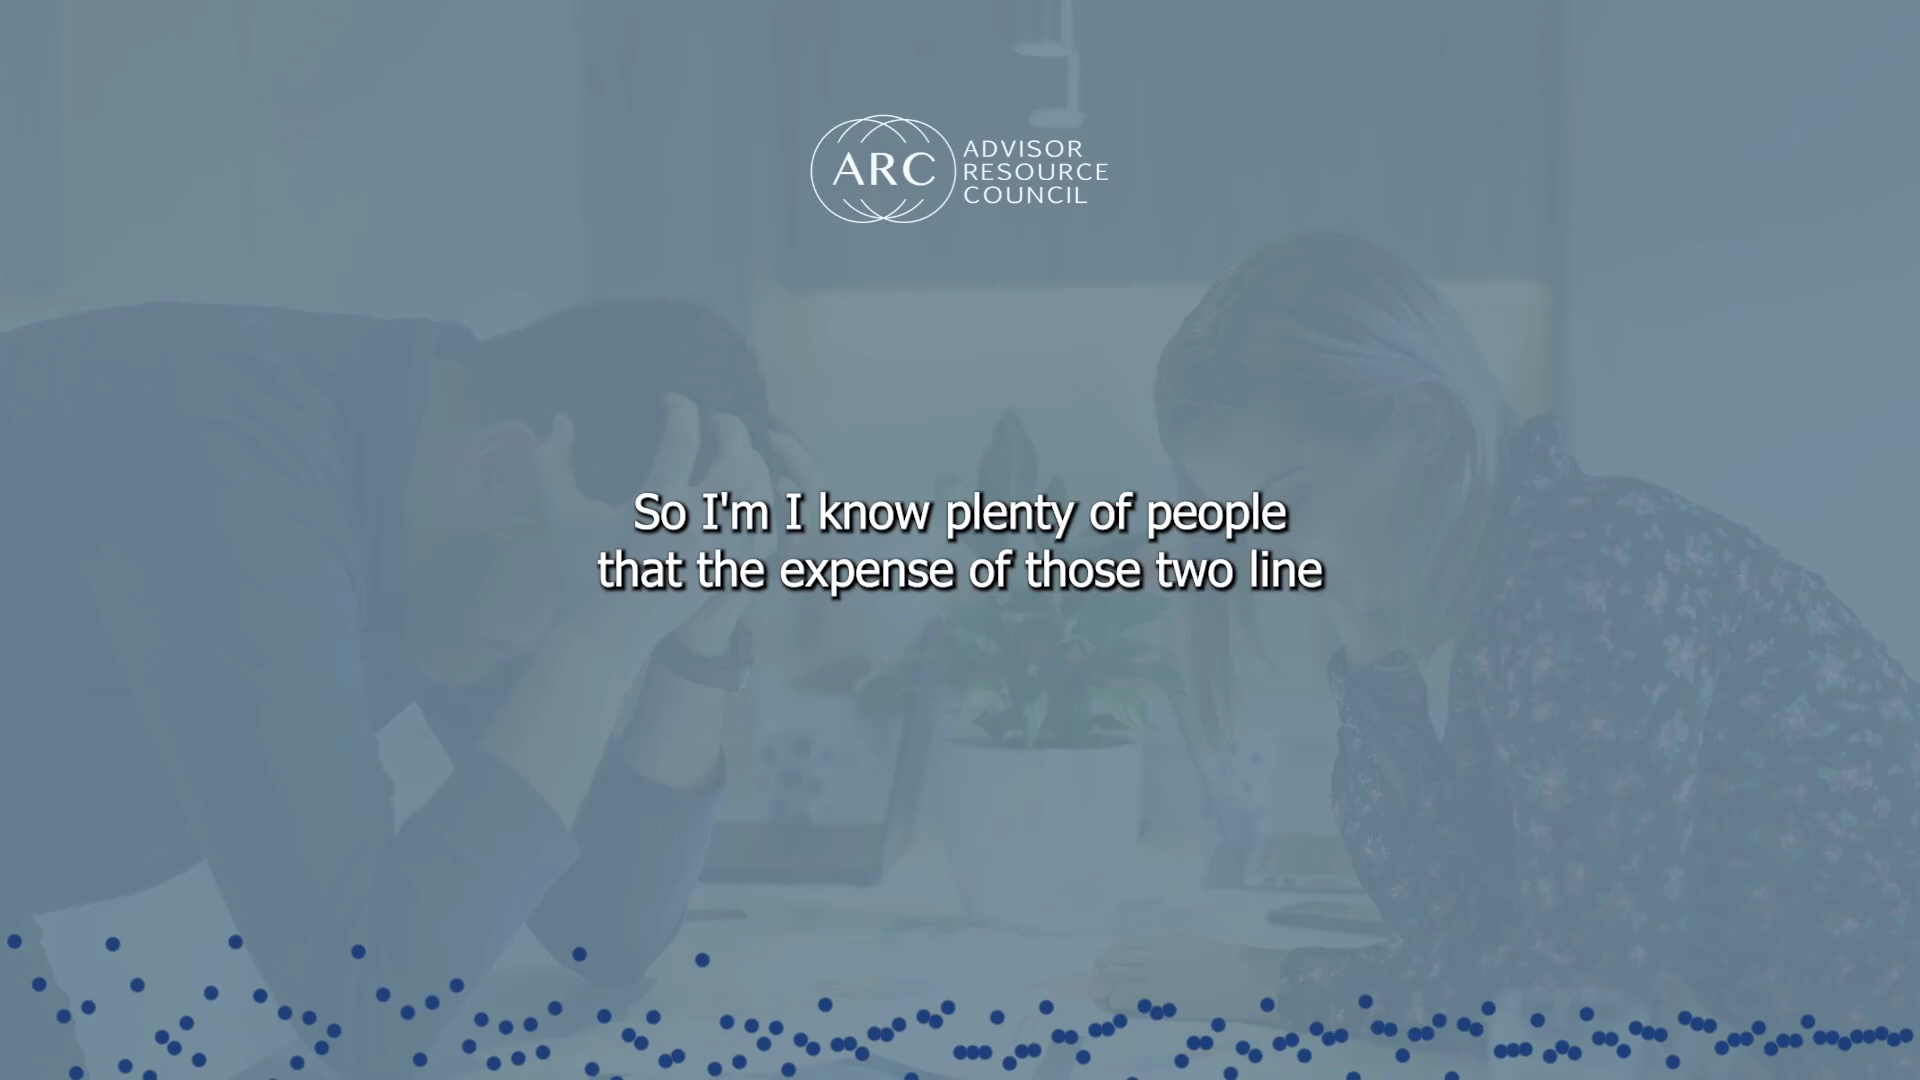 ARC
ADVISOR
RESOURCE
COUNCIL
So I'm I know plenty of people
that the expense of those two line